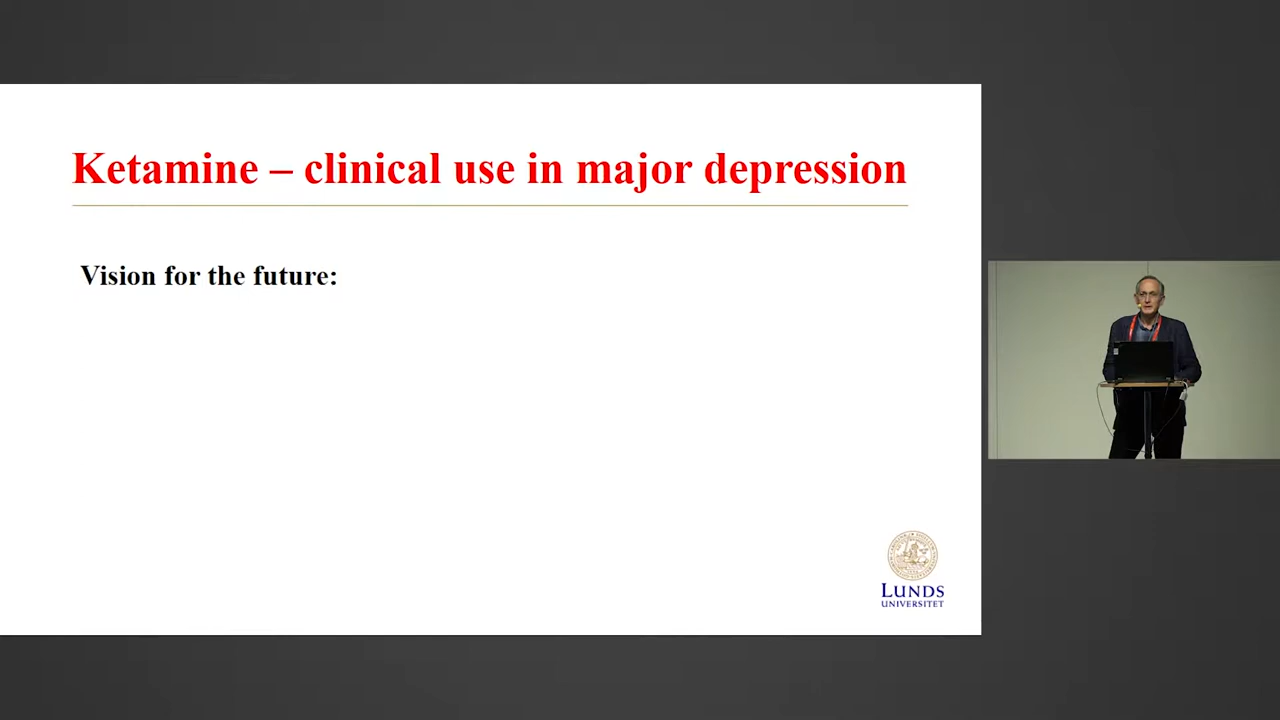 Ketamine – clinical use in major depression
Vision for the future:
LUNDS
UNIVERSITET